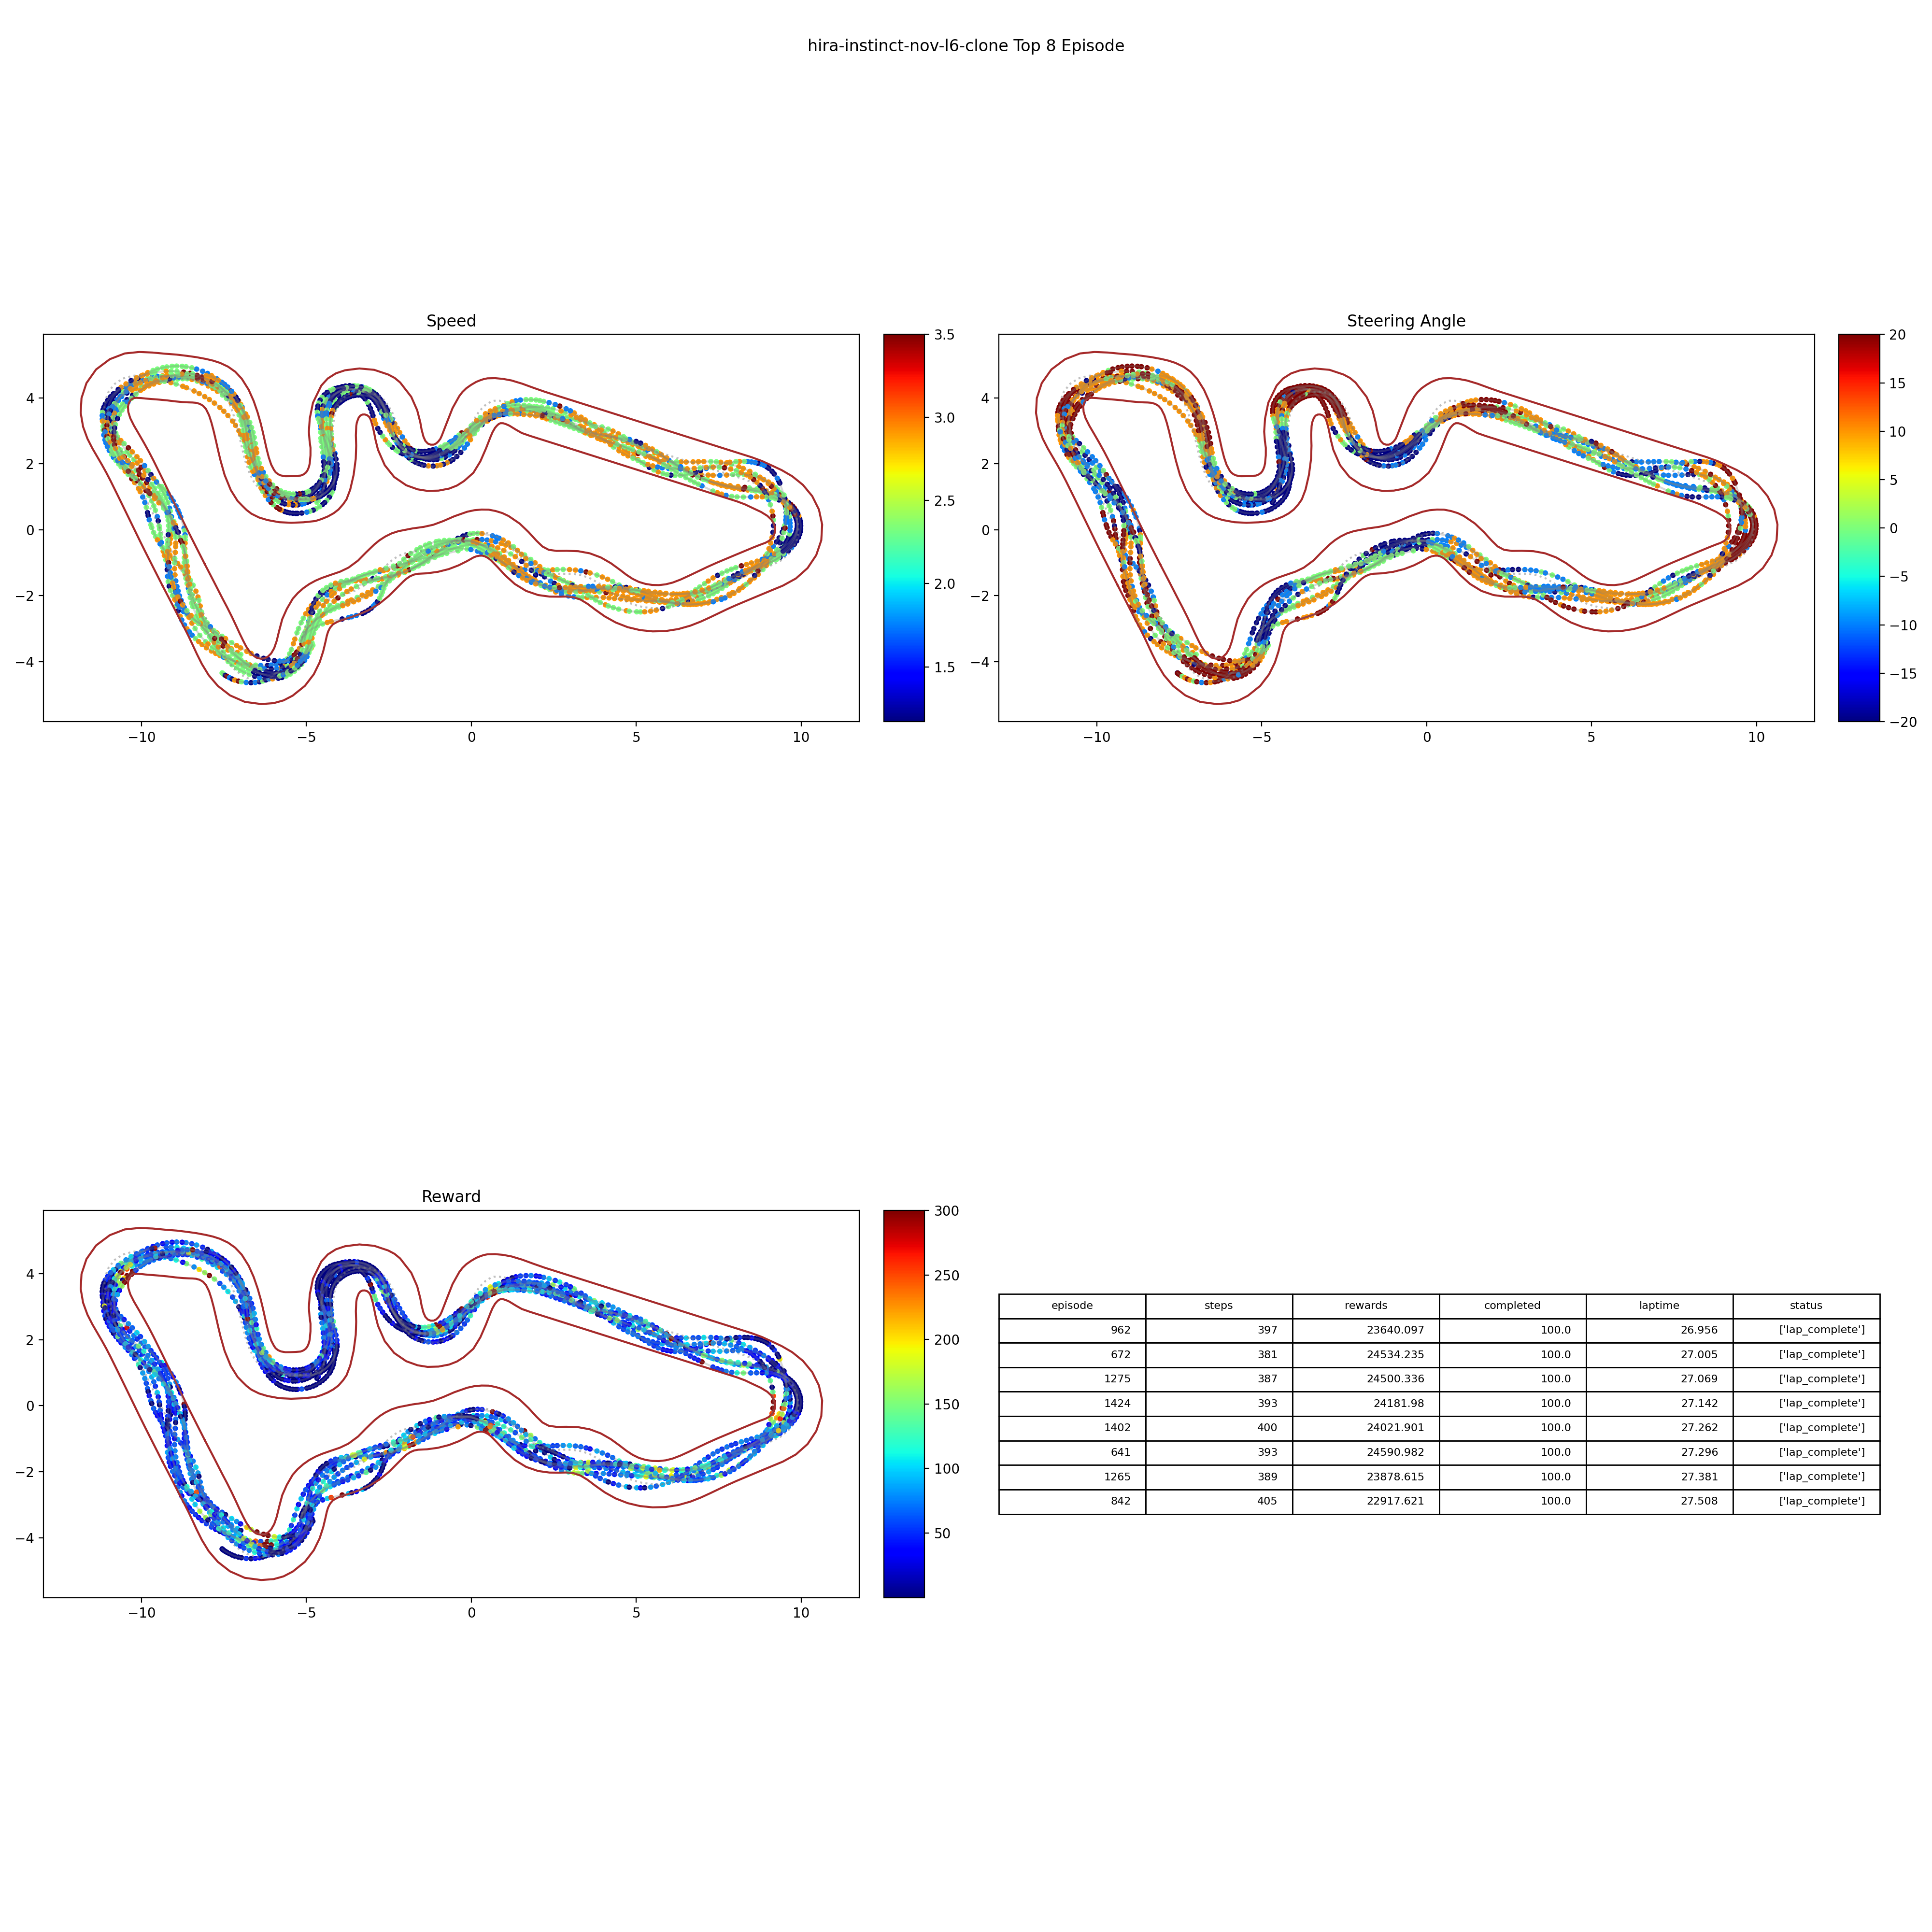 hira-instinct-nov-l6-clone Top 8 Episode
Speed
4
2
0
−2
−4
−10 −5 0 5 10
3.5
3.0
2.5
2.0
1.5
Steering Angle
4
2
0
−2
−4
−10 −5 0 5 10
20
15
10
5
0
−5
−10
−15
−20
Reward
4
2
0
−2
−4
−10 −5 0 5 10
300
250
200
150
100
50
episode steps rewards completed laptime status
962 397 23640.097 100.0 26.956 ['lap_complete']
672 381 24534.235 100.0 27.005 ['lap_complete']
1275 387 24500.336 100.0 27.069 ['lap_complete']
1424 393 24181.98 100.0 27.142 ['lap_complete']
1402 400 24021.901 100.0 27.262 ['lap_complete']
641 393 24590.982 100.0 27.296 ['lap_complete']
1265 389 23878.615 100.0 27.381 ['lap_complete']
842 405 22917.621 100.0 27.508 ['lap_complete']